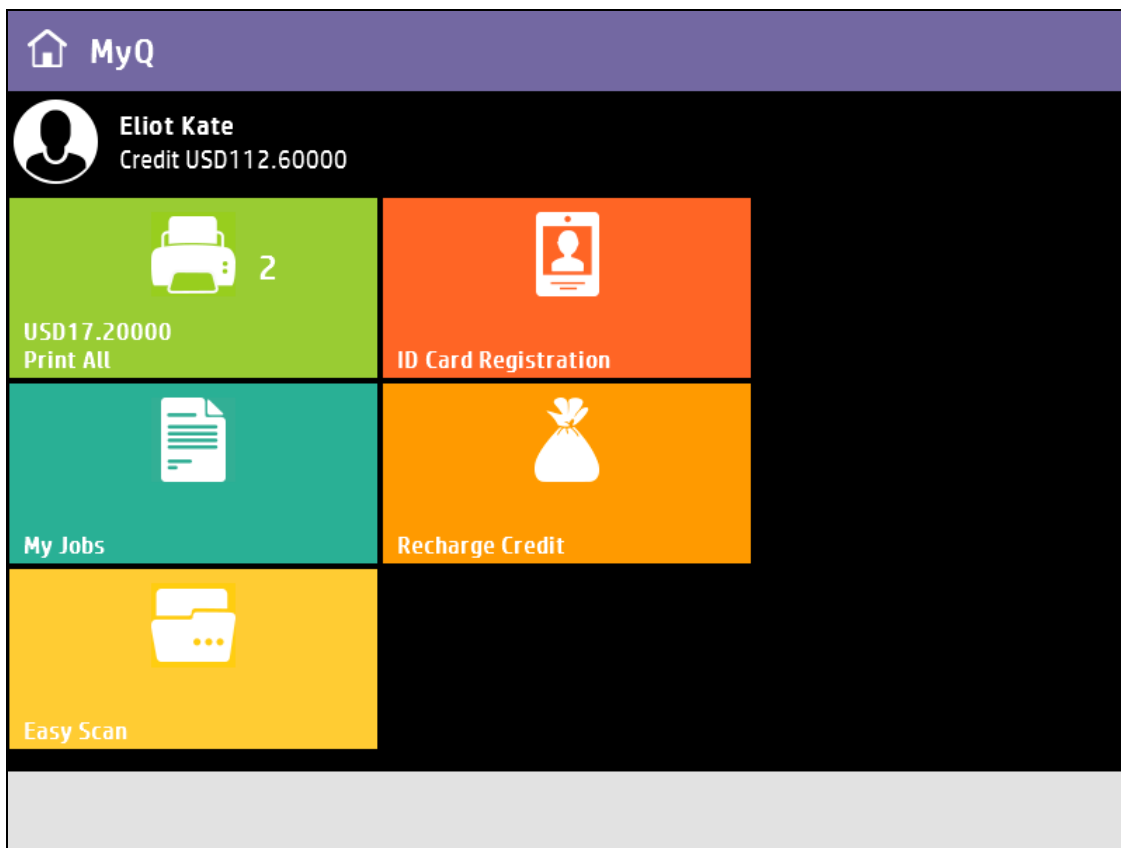 MyQ
Eliot Kate
Credit USD112.60000
2
USD17.20000
Print All
ID Card Registration
My Jobs
Recharge Credit
Easy Scan